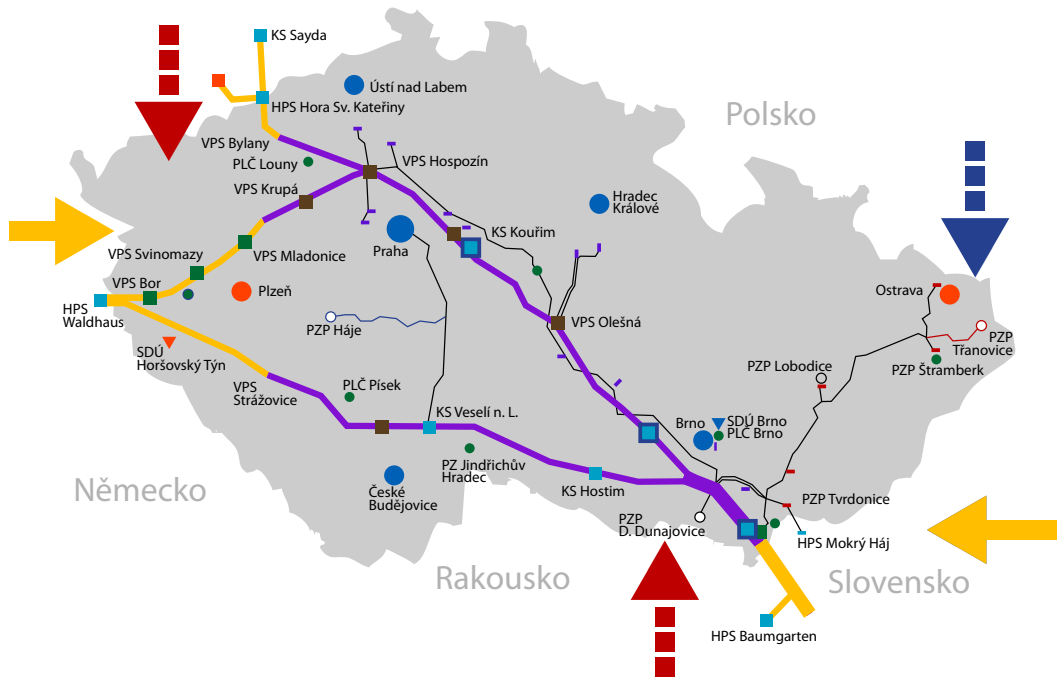 KS Sayda
Ústí nad Labem
HPS Hora Sv. Kateřiny
Polsko
VPS Bylany
PLČ Louny
VPS Hospozín
VPS Krupá
Hradec
Králové
KS Kouřim
Praha
VPS Svinomazy
VPS Mladonice
VPS Bor
Plzeň
Ostrava
HPS
Waldhaus
PZP Háje
VPS Olešná
PZP
Třanovice
SDÚ
Horšovský Týn
PZP Lobodice
PZP Štramberk
VPS
Strážovice
PLČ Písek
KS Veselí n. L.
Brno
SDÚ Brno
PLČ Brno
PZ Jindřichův
Hradec
Německo
České
Budějovice
KS Hostim
PZP Tvrdonice
PZP
D. Dunajovice
HPS Mokrý Háj
Rakousko
Slovensko
HPS Baumgarten